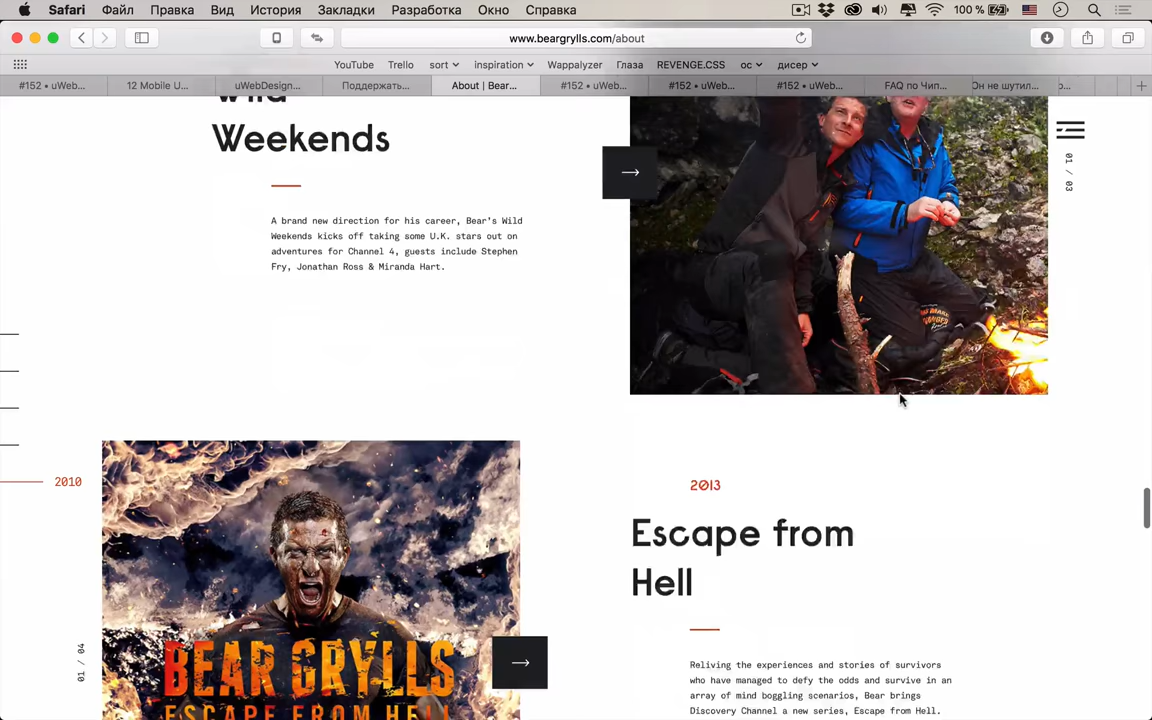 Safari Файл Правка Вид История Закладки Разработка Окно Справка 100 %
www.beargrylls.com/about
YouTube Trello sort inspiration Wappalyzer Глаза REVENGE.CSS ос дисер
#152 • uWeb... 12 Mobile U... uWebDesign... Поддержать... About | Bear... #152 • uWeb... #152 • uWeb... #152 • uWeb... FAQ по Чип... Он не шутил...
Wild
Weekends
A brand new direction for his career, Bear's Wild
Weekends kicks off taking some U.K. stars out on
adventures for Channel 4, guests include Stephen
Fry, Jonathan Ross & Miranda Hart.
01 / 03
2010
01 / 04
BEAR GRYLLS
ESCAPE FROM HELL
2013
Escape from
Hell
Reliving the experiences and stories of survivors
who have managed to defy the odds and survive in an
array of mind boggling scenarios, Bear brings
Discovery Channel a new series, Escape from Hell.